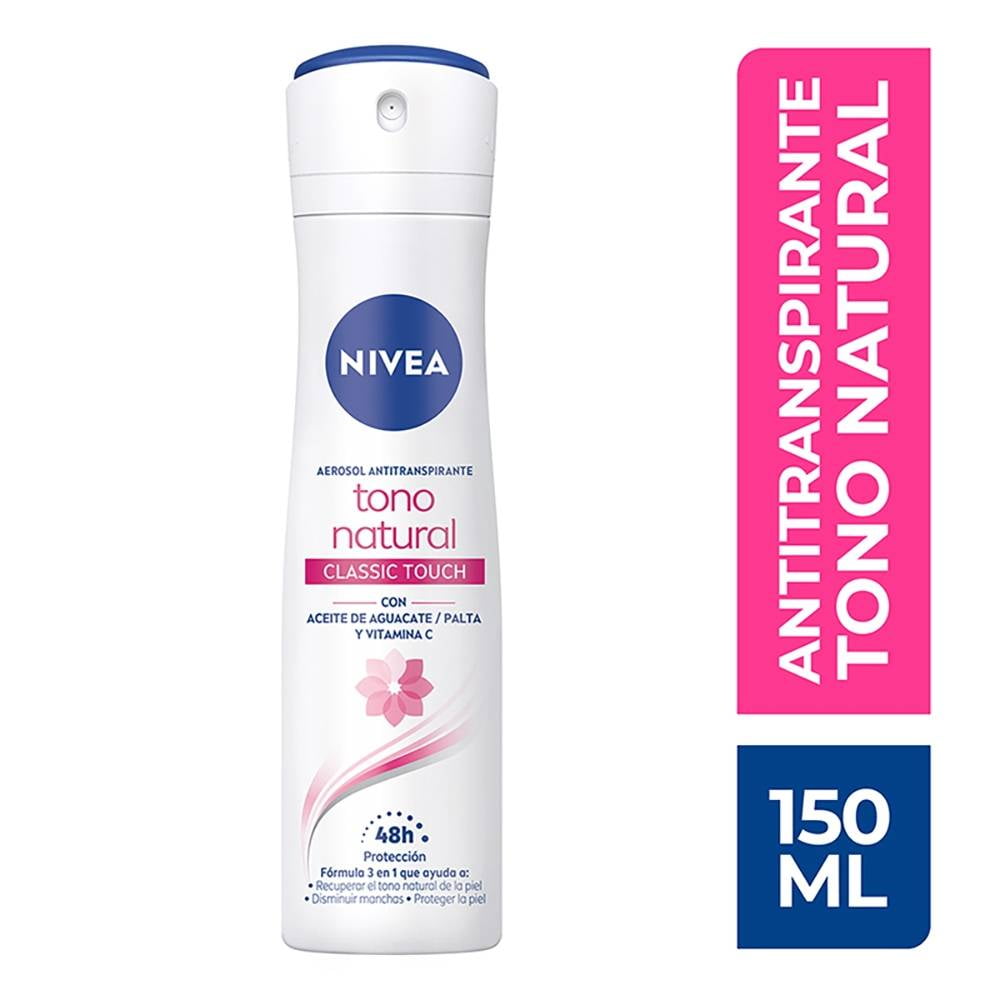 NIVEA
AEROSOL ANTITRANSPIRANTE
tono
natural
CLASSIC TOUCH
CON
ACEITE DE AGUACATE / PALTA
Y VITAMINA C
48h
Protección
Fórmula 3 en 1 que ayuda a:
• Recuperar el tono natural de la piel
• Disminuir manchas • Proteger la piel
ANTITRANSPIRANTE
TONO NATURAL
150
ML